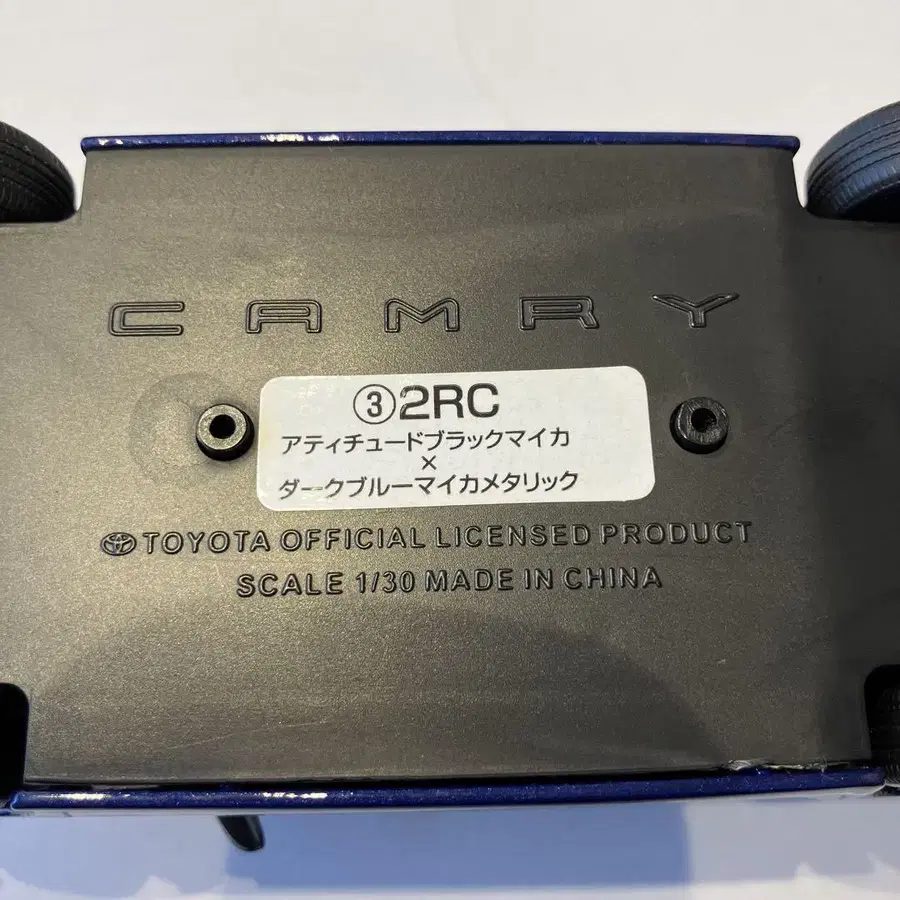 CAMRY
③2RC
アティチュードブラックマイカ
×
ダークブルーマイカメタリック
TOYOTA OFFICIAL LICENSED PRODUCT
SCALE 1/30 MADE IN CHINA